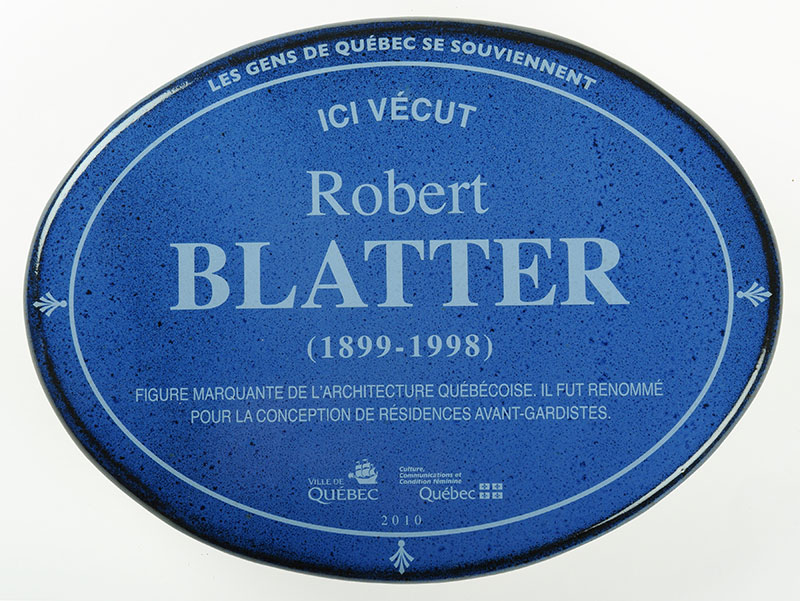 LES GENS DE QUÉBEC SE SOUVIENNENT
ICI VÉCUT
Robert
BLATTER
(1899-1998)
FIGURE MARQUANTE DE L'ARCHITECTURE QUÉBÉCOISE. IL FUT RENOMMÉ
POUR LA CONCEPTION DE RÉSIDENCES AVANT-GARDISTES.
VILLE DE
QUÉBEC
Culture,
Communications et
Condition féminine
Québec
2010